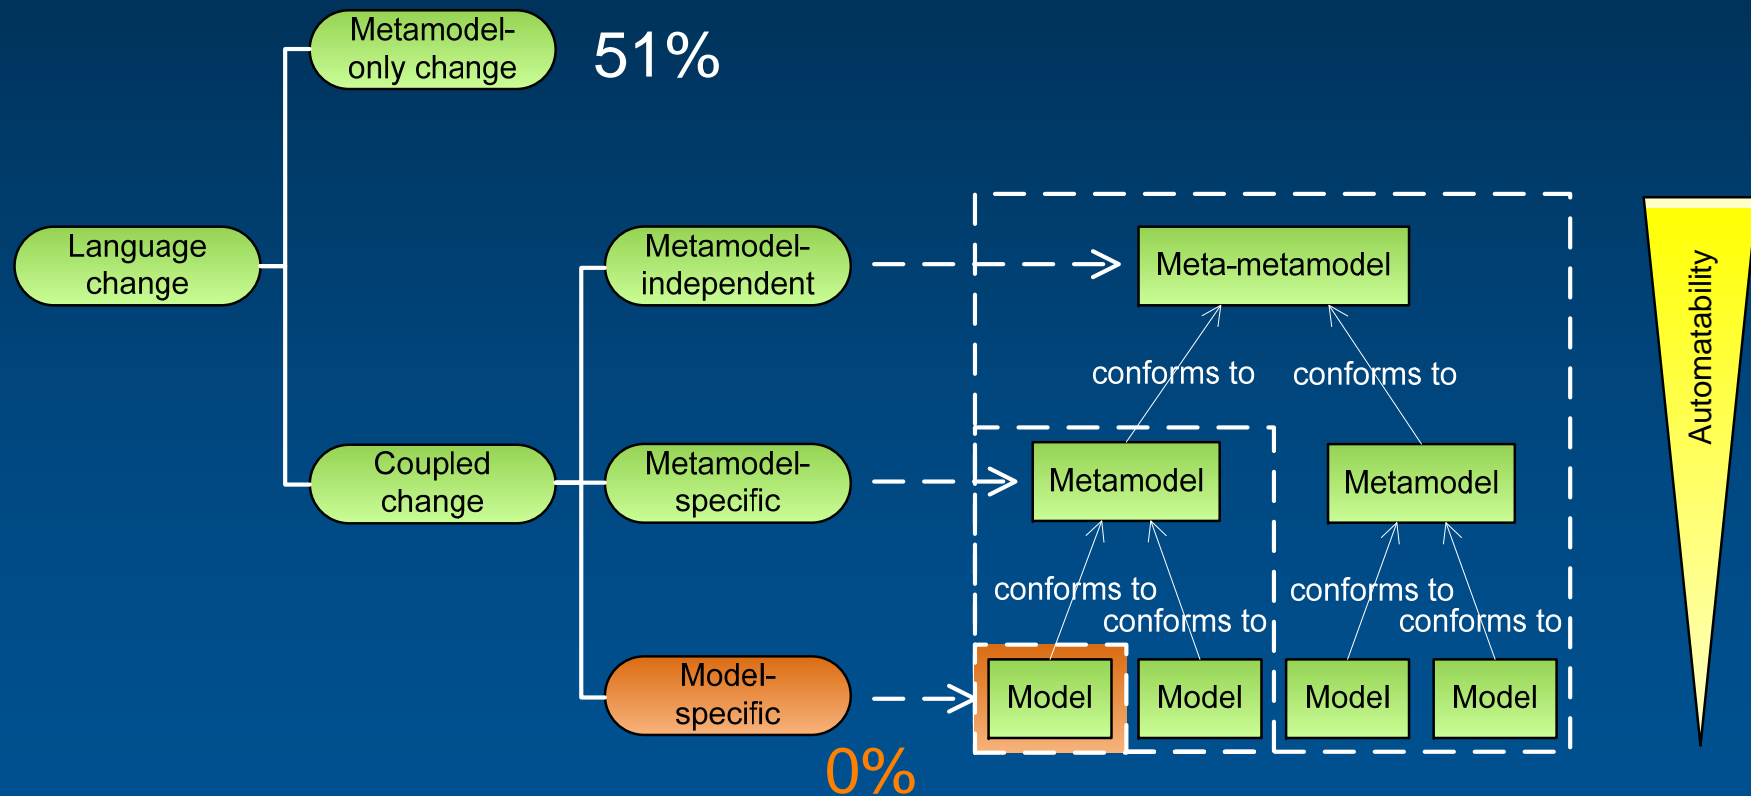 Metamodel-
only change
51%
Language
change
Metamodel-
independent
Meta-metamodel
Automatability
conforms to
conforms to
Coupled
change
Metamodel-
specific
Metamodel
Metamodel
conforms to
conforms to
conforms to
conforms to
Model-
specific
Model
Model
Model
Model
0%